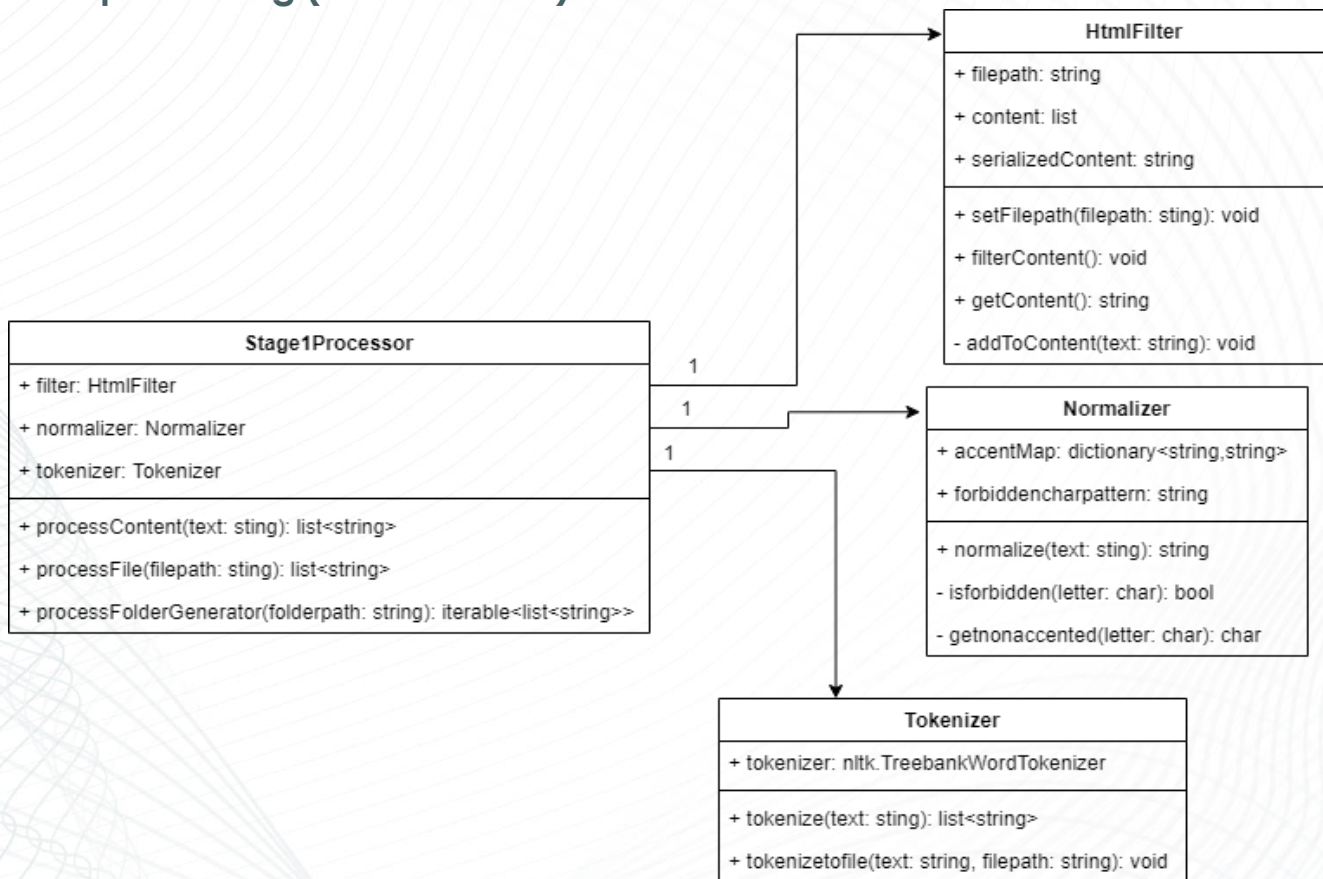 HtmlFilter
+ filepath: string
+ content: list
+ serializedContent: string
+ setFilepath(filepath: sting): void
+ filterContent(): void
+ getContent(): string
- addToContent(text: string): void
Stage1Processor
+ filter: HtmlFilter
+ normalizer: Normalizer
+ tokenizer: Tokenizer
+ processContent(text: sting): list<string>
+ processFile(filepath: sting): list<string>
+ processFolderGenerator(folderpath: string): iterable<list<string>>
1
1
1
Normalizer
+ accentMap: dictionary<string,string>
+ forbiddencharpattern: string
+ normalize(text: sting): string
- isforbidden(letter: char): bool
- getnonaccented(letter: char): char
Tokenizer
+ tokenizer: nltk.TreebankWordTokenizer
+ tokenize(text: sting): list<string>
+ tokenizetofile(text: string, filepath: string): void